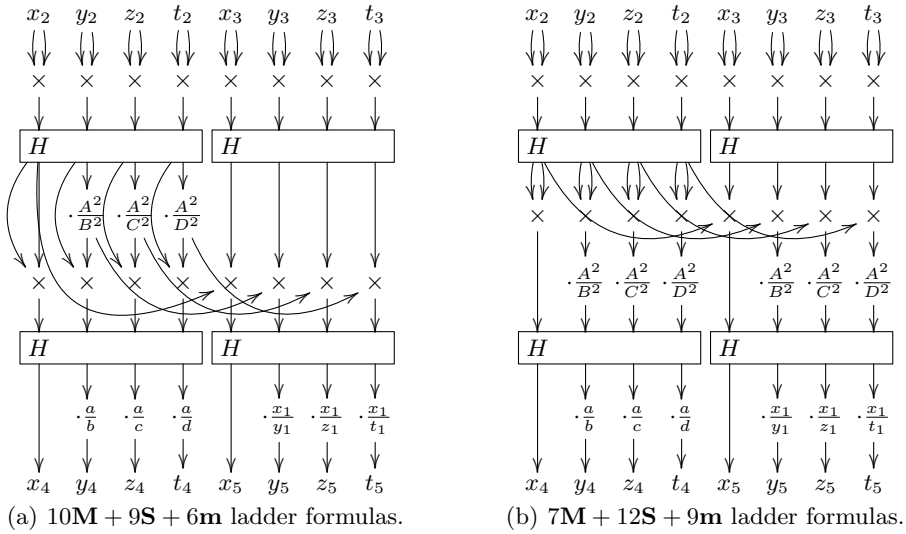 x₂ y₂ z₂ t₂ x₃ y₃ z₃ t₃ x₂ y₂ z₂ t₂ x₃ y₃ z₃ t₃
× × × × × × × × × × × × × × × ×
H H H H
·A²/B² ·A²/C² ·A²/D² × × × × × × × ×
× × × × × × × × ·A²/B² ·A²/C² ·A²/D² ·A²/B² ·A²/C² ·A²/D²
H H H H
·a/b ·a/c ·a/d ·x₁/y₁ ·x₁/z₁ ·x₁/t₁ ·a/b ·a/c ·a/d ·x₁/y₁ ·x₁/z₁ ·x₁/t₁
x₄ y₄ z₄ t₄ x₅ y₅ z₅ t₅ x₄ y₄ z₄ t₄ x₅ y₅ z₅ t₅
(a) 10M + 9S + 6m ladder formulas. (b) 7M + 12S + 9m ladder formulas.